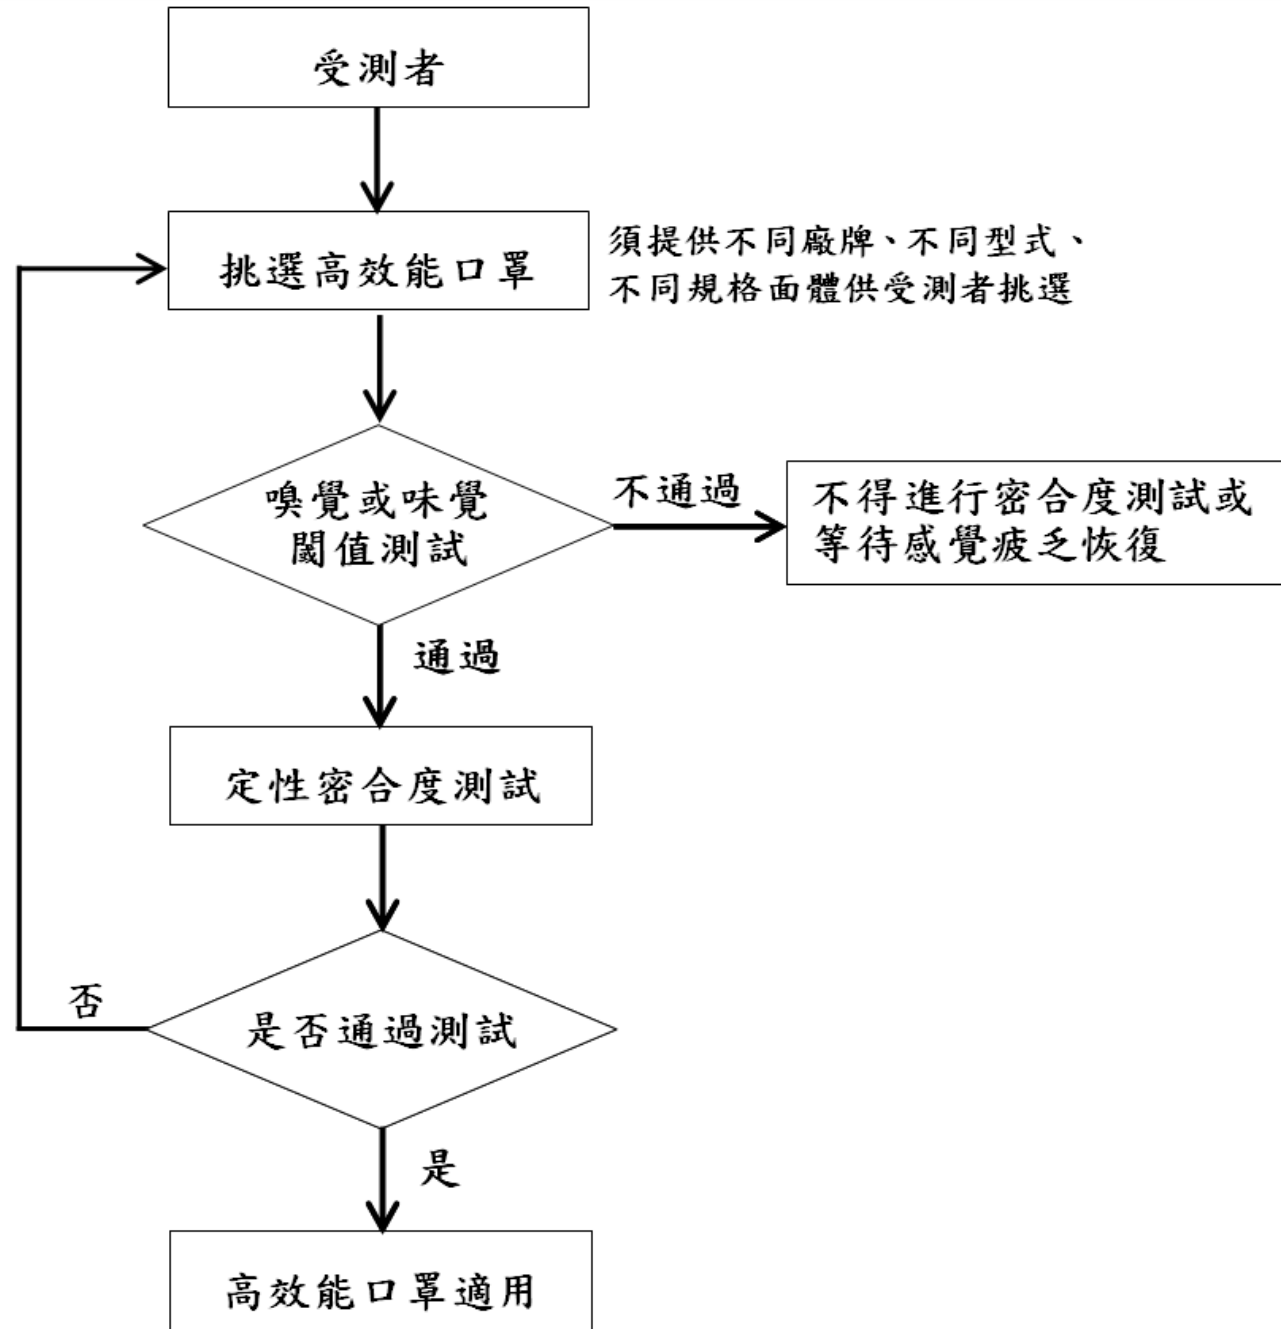 受測者
挑選高效能口罩
須提供不同廠牌、不同型式、
不同規格面體供受測者挑選
嗅覺或味覺
閾值測試
不通過
不得進行密合度測試或
等待感覺疲乏恢復
通過
定性密合度測試
否
是否通過測試
是
高效能口罩適用